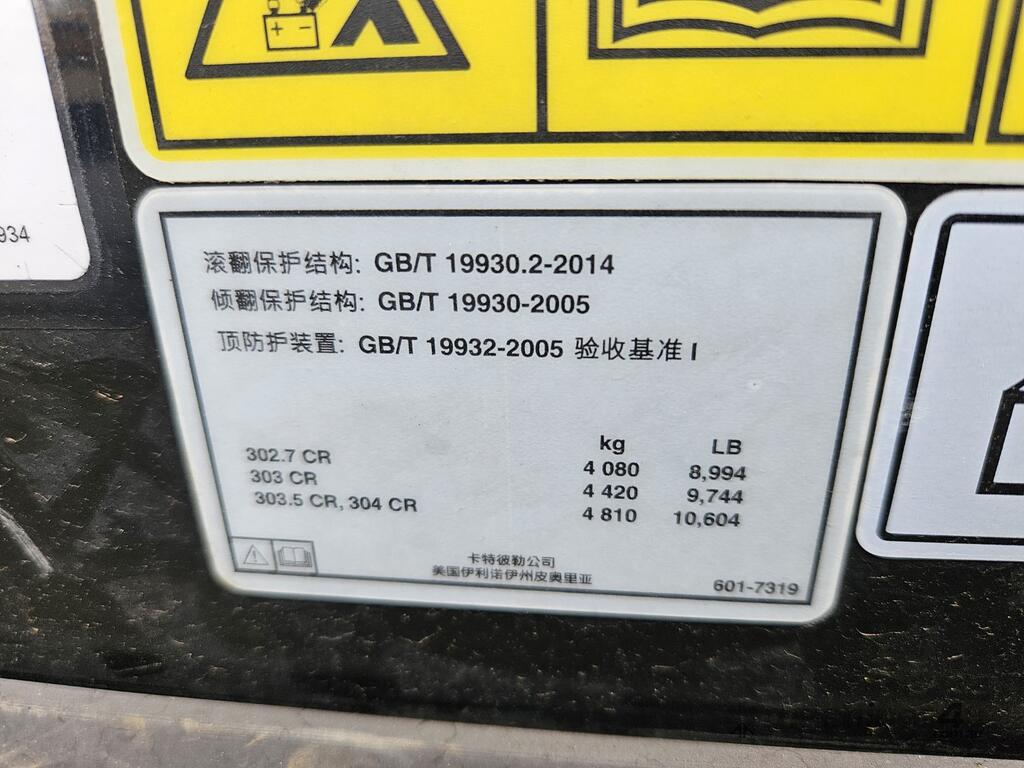 934
滚翻保护结构: GB/T 19930.2-2014
倾翻保护结构: GB/T 19930-2005
顶防护装置: GB/T 19932-2005 验收基准 I
kg LB
302.7 CR 4 080 8,994
303 CR 4 420 9,744
303.5 CR, 304 CR 4 810 10,604
卡特彼勒公司
美国伊利诺伊州皮奥里亚
601-7319